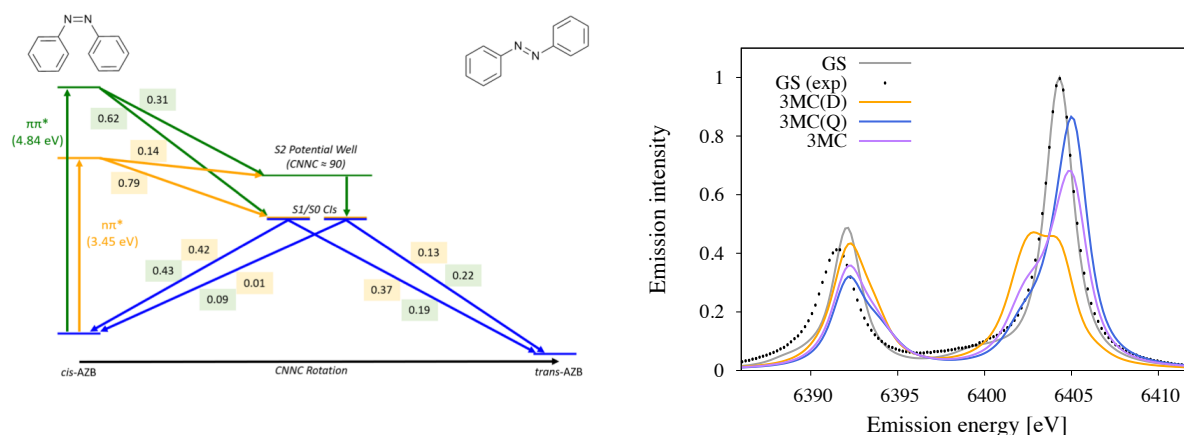 N=N
N
N
ππ*
(4.84 eV)
0.31
0.62
0.14
0.79
S2 Potential Well
(CNNC ≈ 90)
nπ*
(3.45 eV)
S1/S0 CIs
0.42
0.43
0.01
0.09
0.13
0.22
0.37
0.19
cis-AZB
CNNC Rotation
trans-AZB
GS
GS (exp)
3MC(D)
3MC(Q)
3MC
1
0.8
0.6
0.4
0.2
0
Emission intensity
6390
6395
6400
6405
6410
Emission energy [eV]